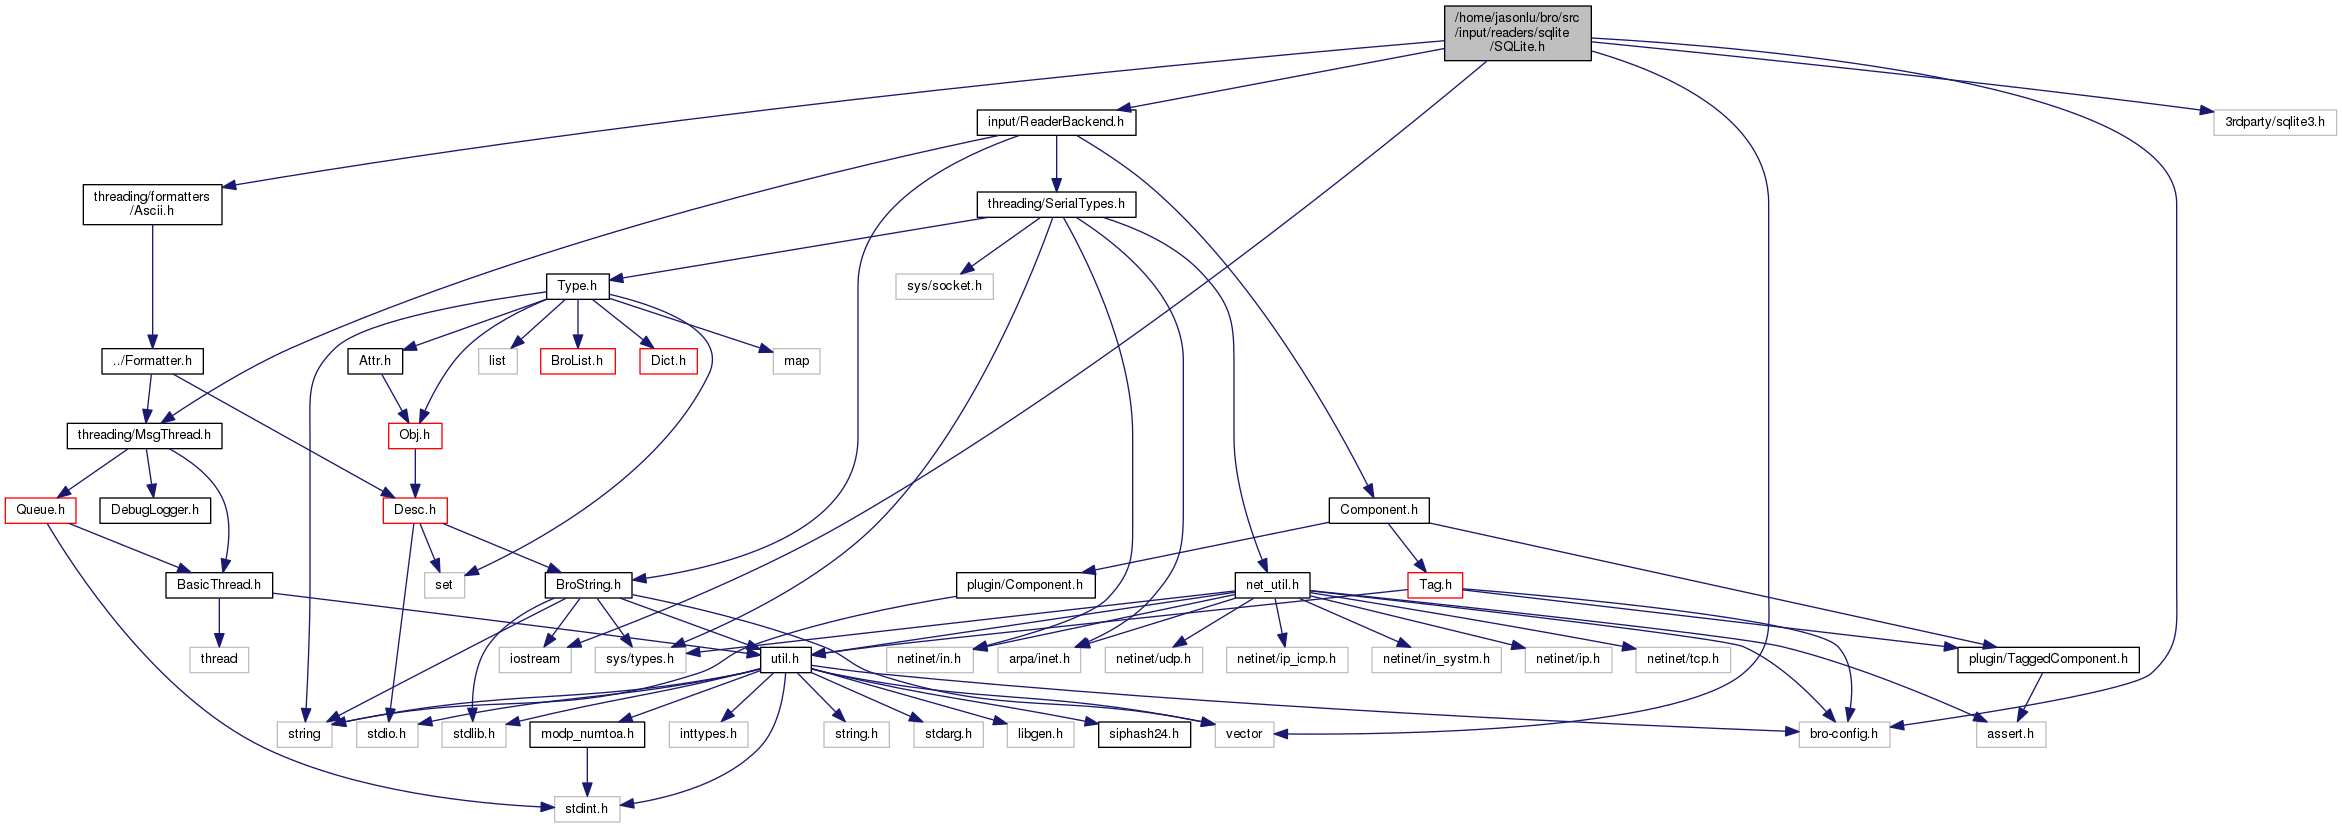 /home/jasonlu/bro/src
/input/readers/sqlite
/SQLite.h
input/ReaderBackend.h
3rdparty/sqlite3.h
threading/formatters
/Ascii.h
threading/SerialTypes.h
Type.h
sys/socket.h
../Formatter.h
Attr.h
list
BroList.h
Dict.h
map
threading/MsgThread.h
Obj.h
Queue.h
DebugLogger.h
Desc.h
Component.h
BasicThread.h
set
BroString.h
plugin/Component.h
net_util.h
Tag.h
thread
iostream
sys/types.h
util.h
netinet/in.h
arpa/inet.h
netinet/udp.h
netinet/ip_icmp.h
netinet/in_systm.h
netinet/ip.h
netinet/tcp.h
plugin/TaggedComponent.h
string
stdio.h
stdlib.h
modp_numtoa.h
inttypes.h
string.h
stdarg.h
libgen.h
siphash24.h
vector
bro-config.h
assert.h
stdint.h